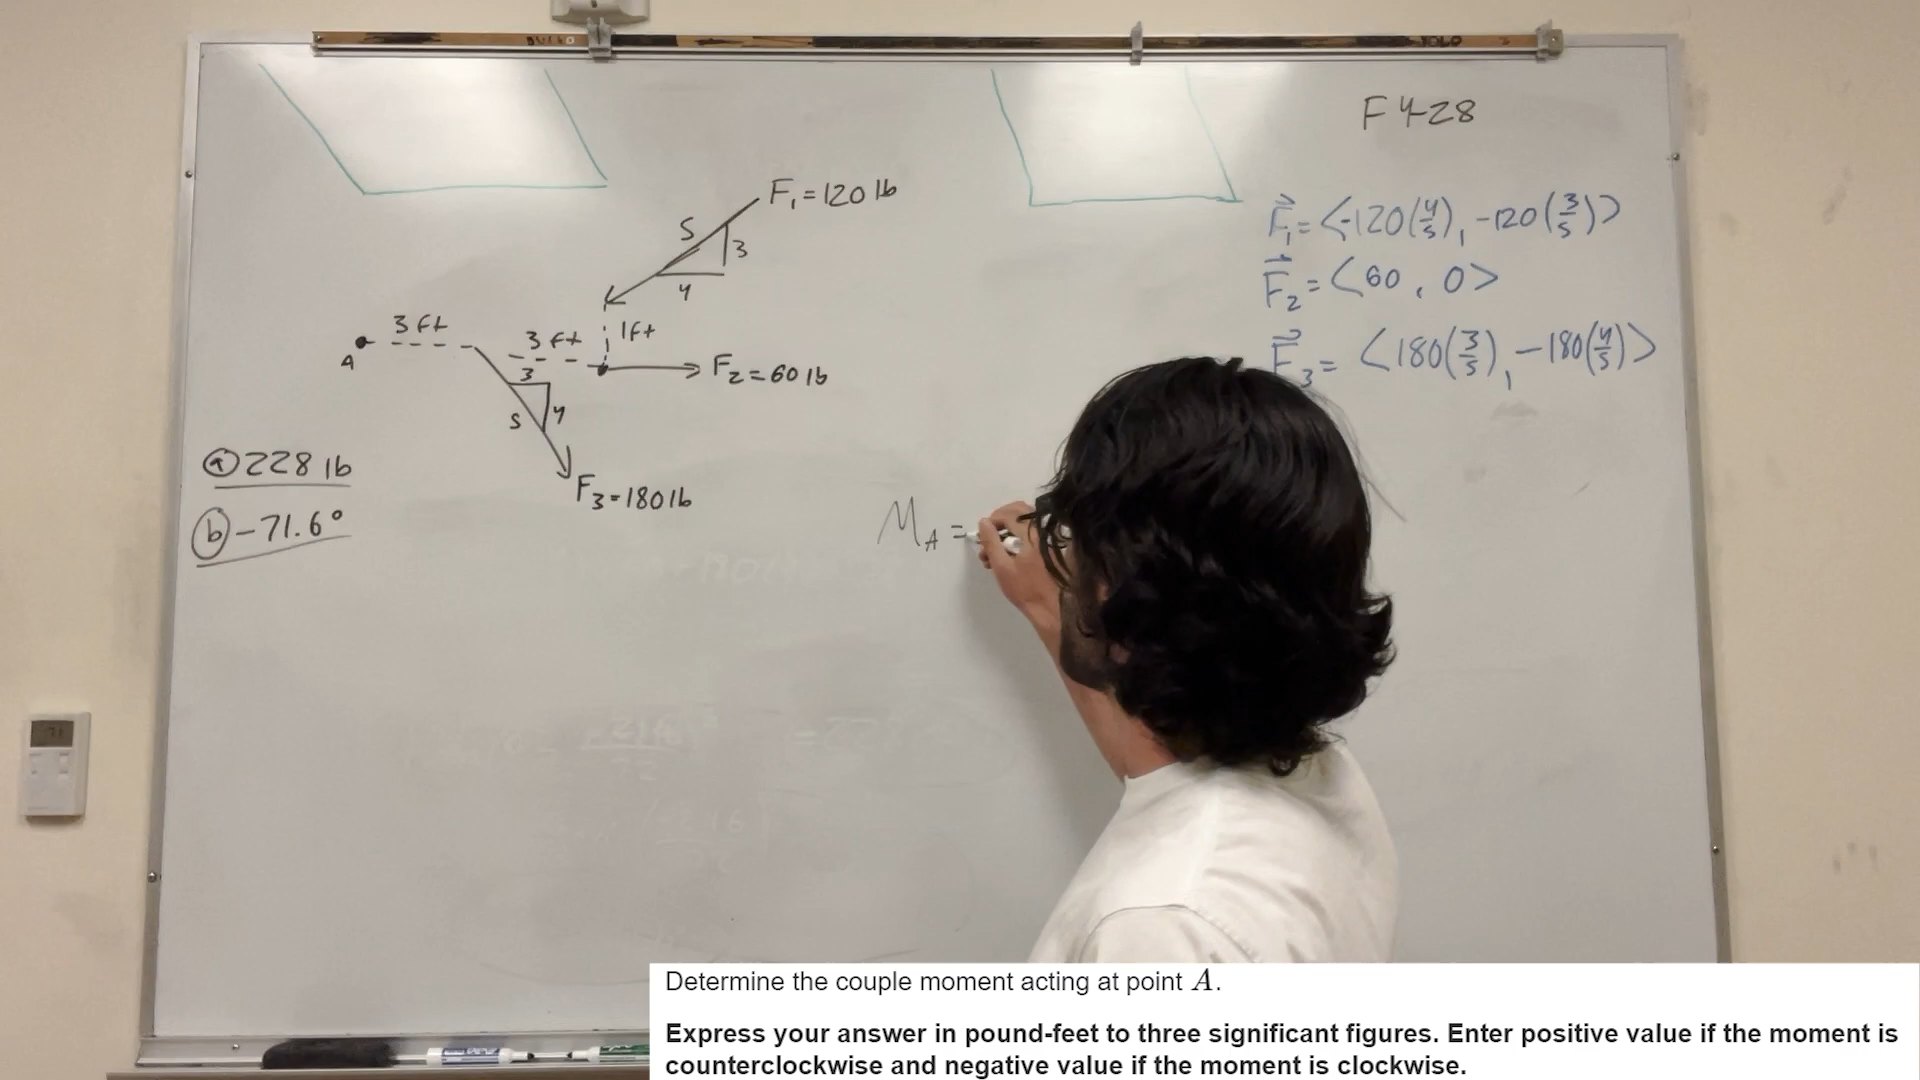 F 4-28
F₁ = 120 lb
5
3
4
3 ft
A
3 ft
1 ft
F₂ = 60 lb
3
5
4
F₃ = 180 lb
ⓐ 228 lb
ⓑ -71.6°
F₁ = <-120(4/5), -120(3/5)>
F₂ = <60, 0>
F₃ = <180(3/5), -180(4/5)>
M_A =
Determine the couple moment acting at point A.
Express your answer in pound-feet to three significant figures. Enter positive value if the moment is
counterclockwise and negative value if the moment is clockwise.